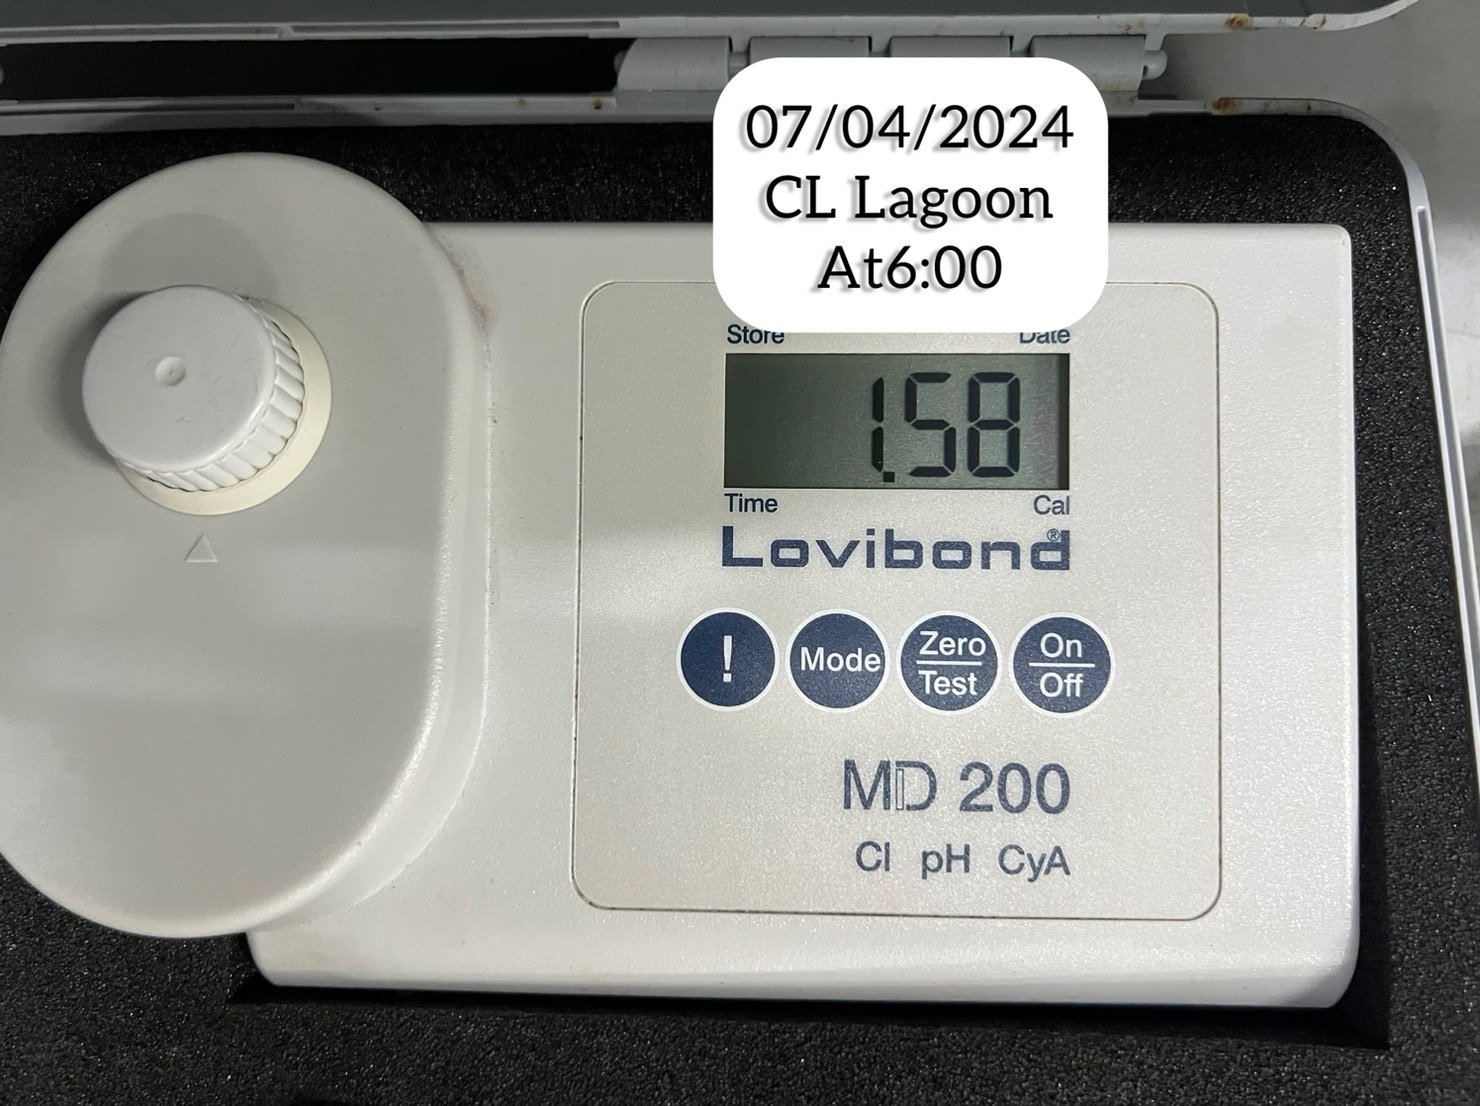 07/04/2024
CL Lagoon
At6:00
Store Date
1.58
Time Cal
Lovibond®
! Mode Zero Test On Off
MD 200
Cl pH CyA